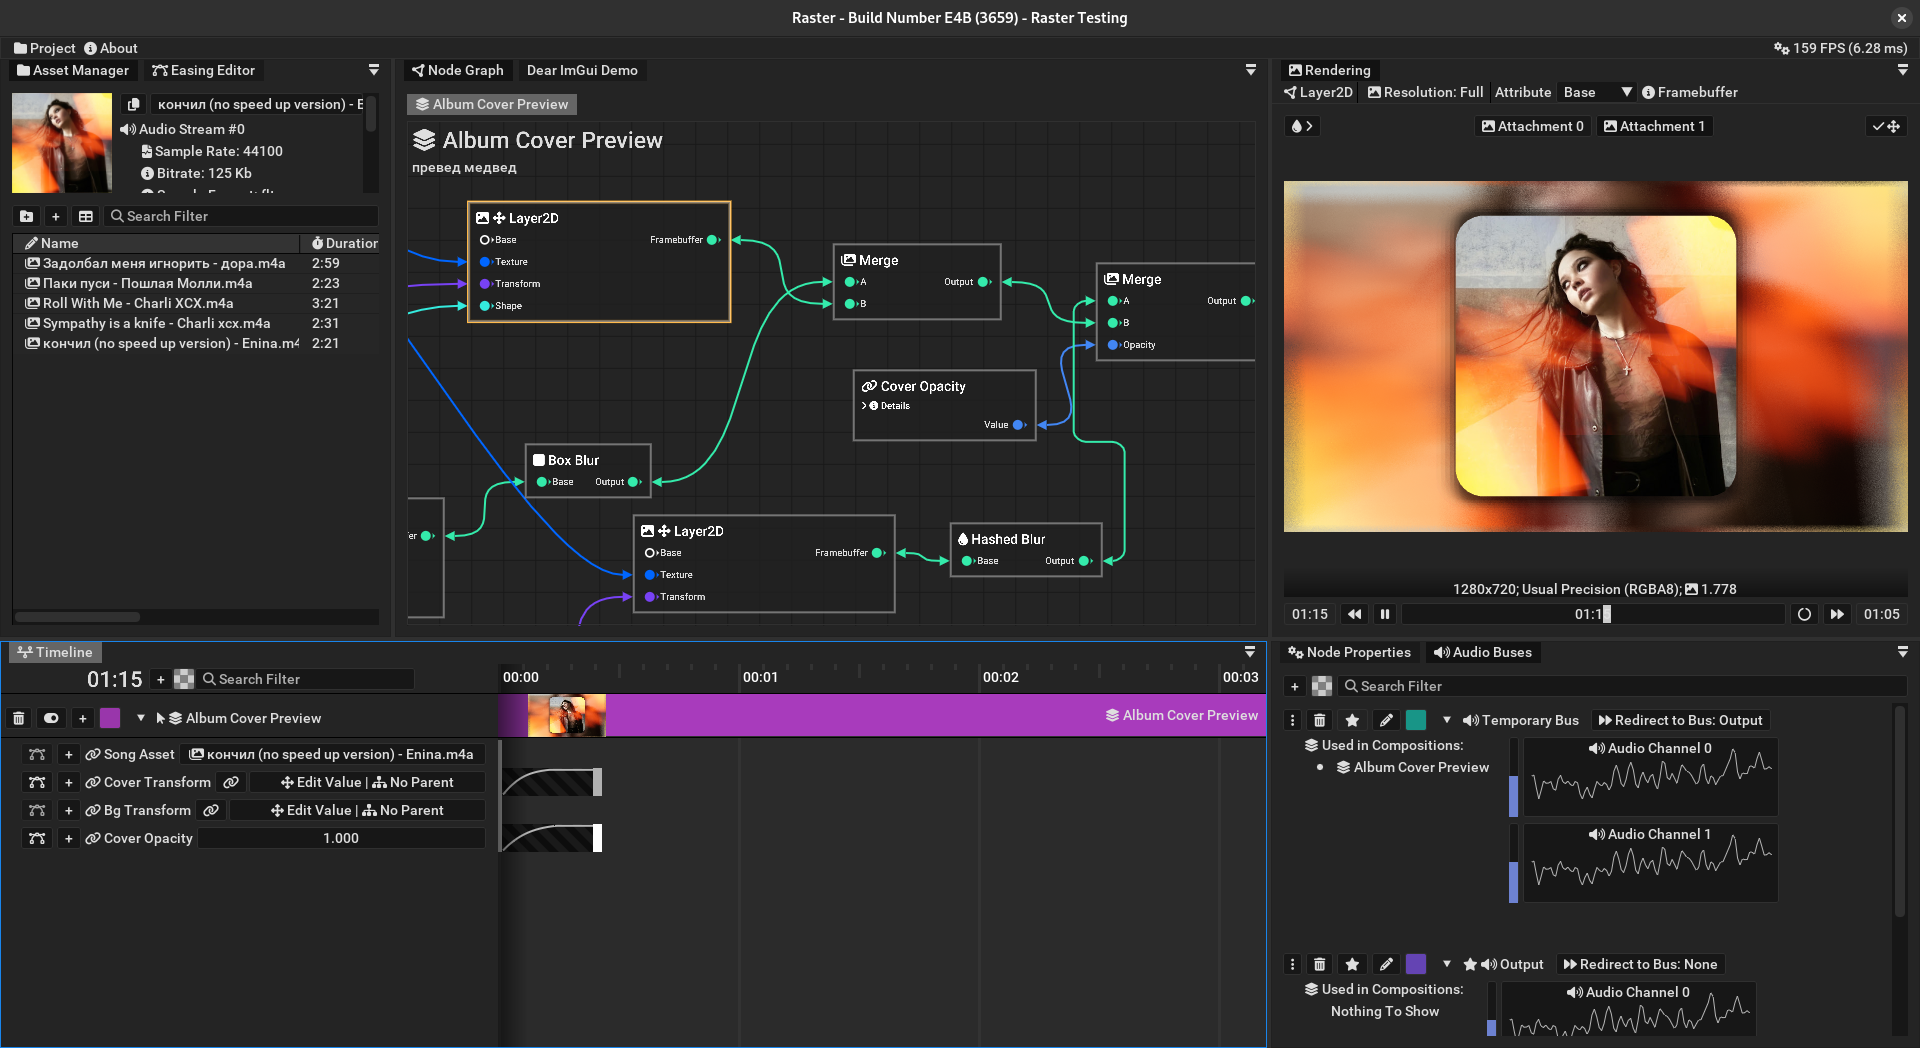 Raster - Build Number E4B (3659) - Raster Testing
Project About
159 FPS (6.28 ms)
Asset Manager Easing Editor
кончил (no speed up version) - E
Audio Stream #0
Sample Rate: 44100
Bitrate: 125 Kb
Search Filter
Name Duration
Задолбал меня игнорить - дора.m4a 2:59
Паки пуси - Пошлая Молли.m4a 2:23
Roll With Me - Charli XCX.m4a 3:21
Sympathy is a knife - Charli xcx.m4a 2:31
кончил (no speed up version) - Enina.m4 2:21
Node Graph Dear ImGui Demo
Album Cover Preview
Album Cover Preview
превед медвед
Layer2D
Base Framebuffer
Texture
Transform
Shape
Merge
A Output
B
Merge
A Output
B
Opacity
Cover Opacity
Details
Value
Box Blur
Base Output
er
Layer2D
Base Framebuffer
Texture
Transform
Hashed Blur
Base Output
Rendering
Layer2D Resolution: Full Attribute Base Framebuffer
Attachment 0 Attachment 1
1280x720; Usual Precision (RGBA8); 1.778
01:15 01:15 01:05
Timeline
01:15 Search Filter
00:00 00:01 00:02 00:03
Album Cover Preview
Album Cover Preview
Song Asset кончил (no speed up version) - Enina.m4a
Cover Transform Edit Value | No Parent
Bg Transform Edit Value | No Parent
Cover Opacity 1.000
Node Properties Audio Buses
Search Filter
Temporary Bus Redirect to Bus: Output
Used in Compositions:
Album Cover Preview
Audio Channel 0
Audio Channel 1
Output Redirect to Bus: None
Used in Compositions:
Nothing To Show
Audio Channel 0